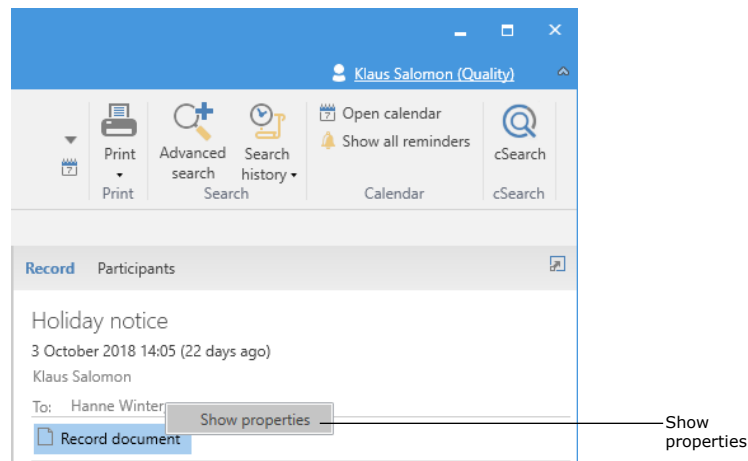 Klaus Salomon (Quality)
7
Print
Print
Advanced
search
Search
history
Search
7 Open calendar
Show all reminders
Calendar
cSearch
cSearch
Record Participants
Holiday notice
3 October 2018 14:05 (22 days ago)
Klaus Salomon
To: Hanne Winter
Show properties
Record document
Show
properties